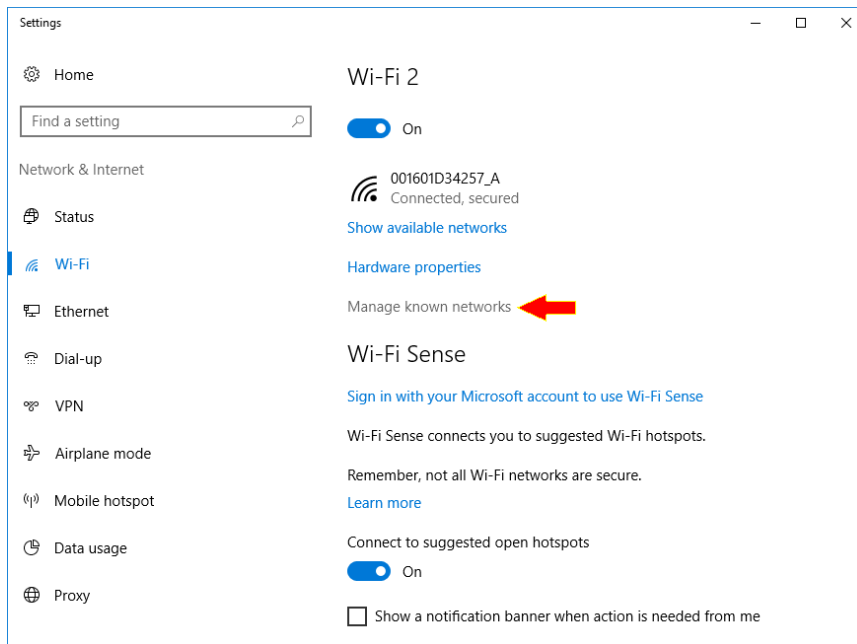 Settings
Home
Find a setting
Network & Internet
Status
Wi-Fi
Ethernet
Dial-up
VPN
Airplane mode
Mobile hotspot
Data usage
Proxy
Wi-Fi 2
On
001601D34257_A
Connected, secured
Show available networks
Hardware properties
Manage known networks
Wi-Fi Sense
Sign in with your Microsoft account to use Wi-Fi Sense
Wi-Fi Sense connects you to suggested Wi-Fi hotspots.
Remember, not all Wi-Fi networks are secure.
Learn more
Connect to suggested open hotspots
On
Show a notification banner when action is needed from me